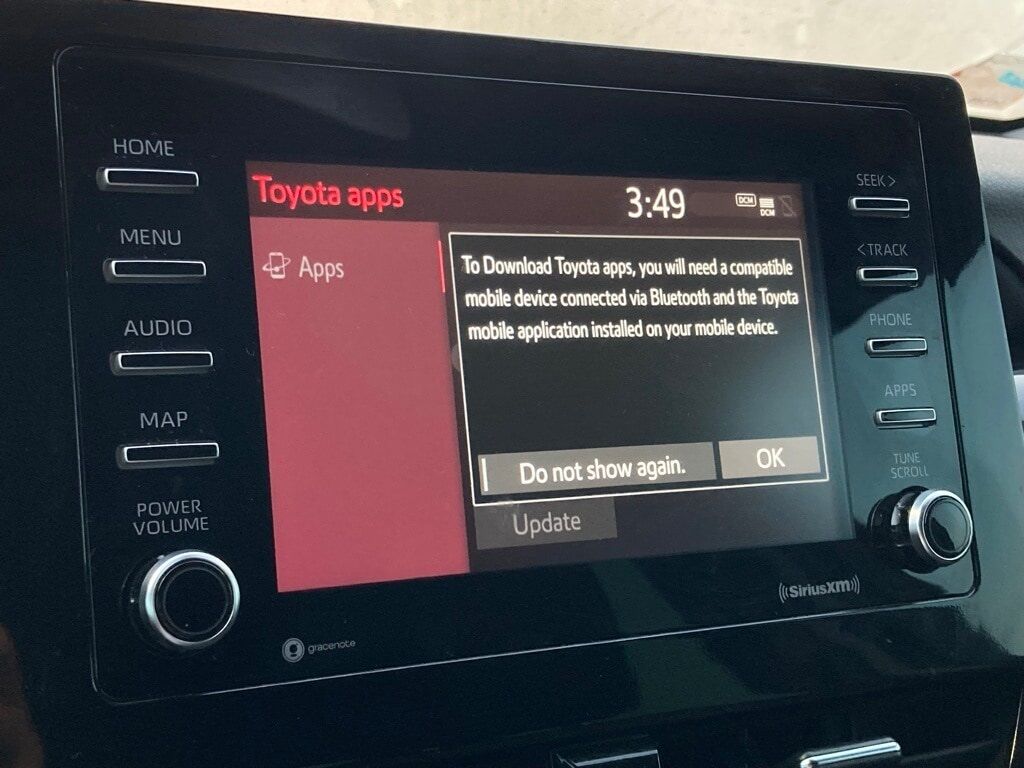 HOME
MENU
AUDIO
MAP
POWER
VOLUME
Toyota apps
3:49
DCM
DCM
Apps
To Download Toyota apps, you will need a compatible
mobile device connected via Bluetooth and the Toyota
mobile application installed on your mobile device.
Do not show again.
OK
Update
SEEK >
< TRACK
PHONE
APPS
TUNE
SCROLL
gracenote
SiriusXM